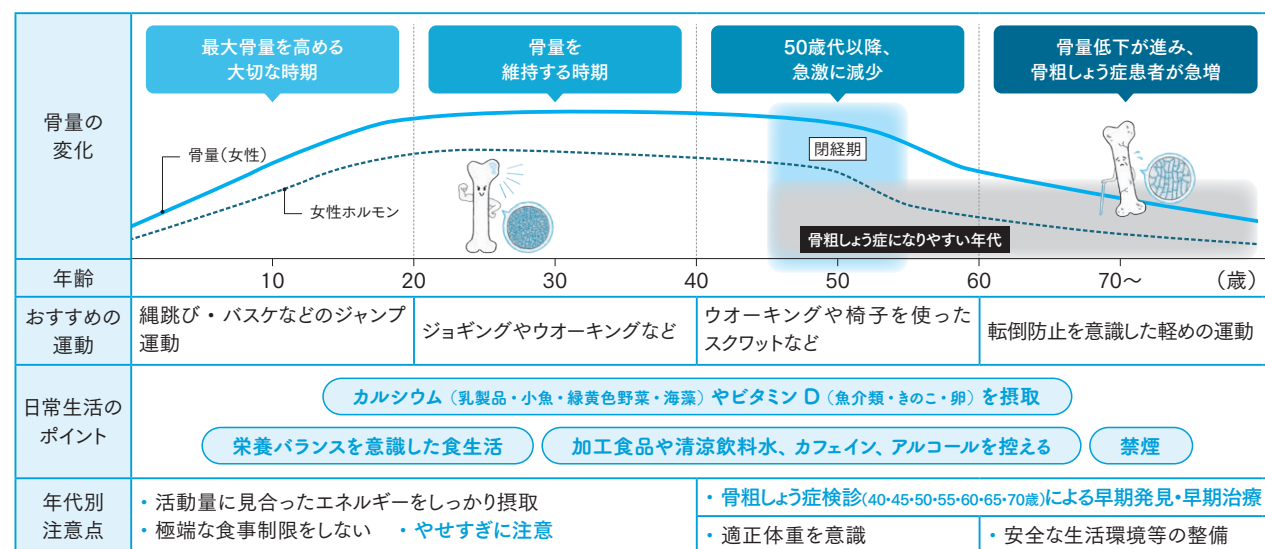 最大骨量を高める
大切な時期
骨量を
維持する時期
50歳代以降、
急激に減少
骨量低下が進み、
骨粗しょう症患者が急増
骨量の
変化
骨量(女性)
女性ホルモン
閉経期
骨粗しょう症になりやすい年代
年齢
10
20
30
40
50
60
70〜
(歳)
おすすめの
運動
縄跳び・バスケなどのジャンプ
運動
ジョギングやウオーキングなど
ウオーキングや椅子を使った
スクワットなど
転倒防止を意識した軽めの運動
日常生活の
ポイント
カルシウム(乳製品・小魚・緑黄色野菜・海藻)やビタミンD(魚介類・きのこ・卵)を摂取
栄養バランスを意識した食生活
加工食品や清涼飲料水、カフェイン、アルコールを控える
禁煙
年代別
注意点
・活動量に見合ったエネルギーをしっかり摂取
・極端な食事制限をしない ・やせすぎに注意
・骨粗しょう症検診(40・45・50・55・60・65・70歳)による早期発見・早期治療
・適正体重を意識
・安全な生活環境等の整備